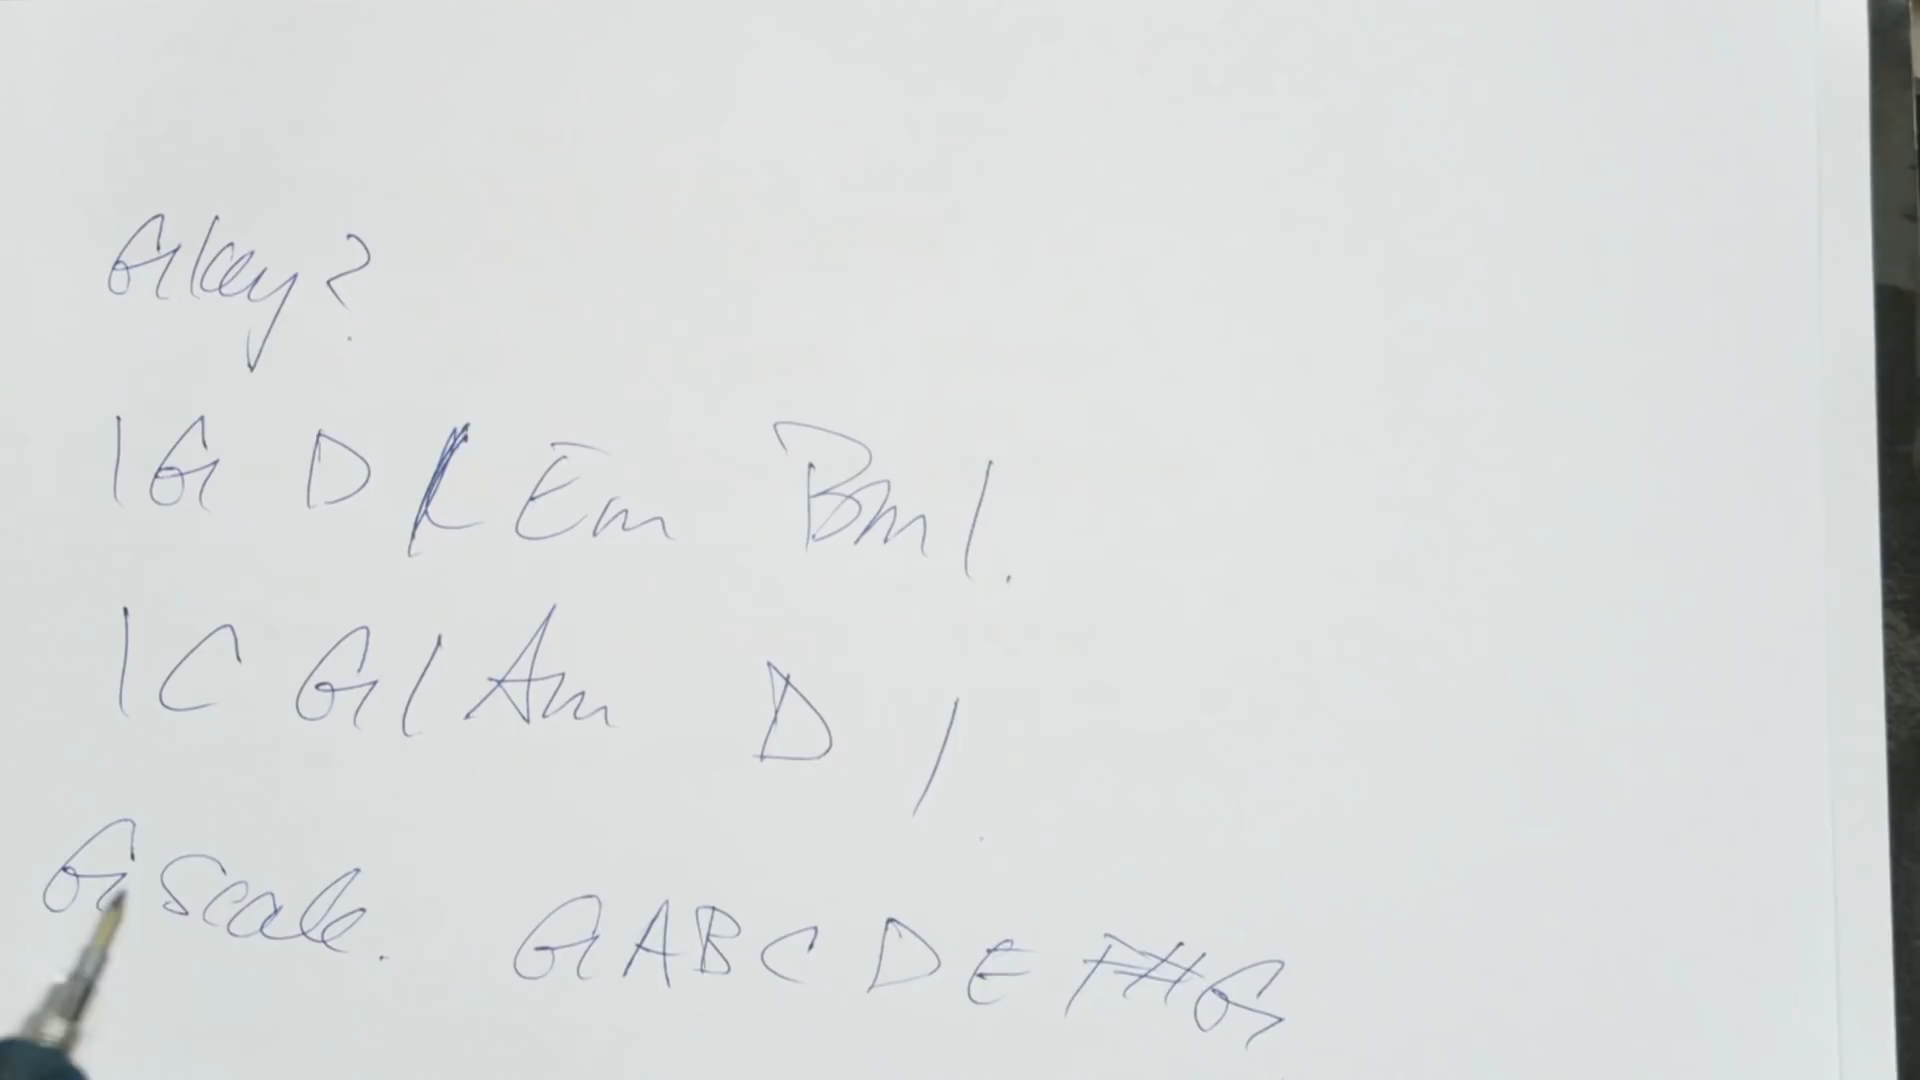 G key?
| G D | Em Bm |.
| C G | Am D |
G scale. G A B C D E F# G